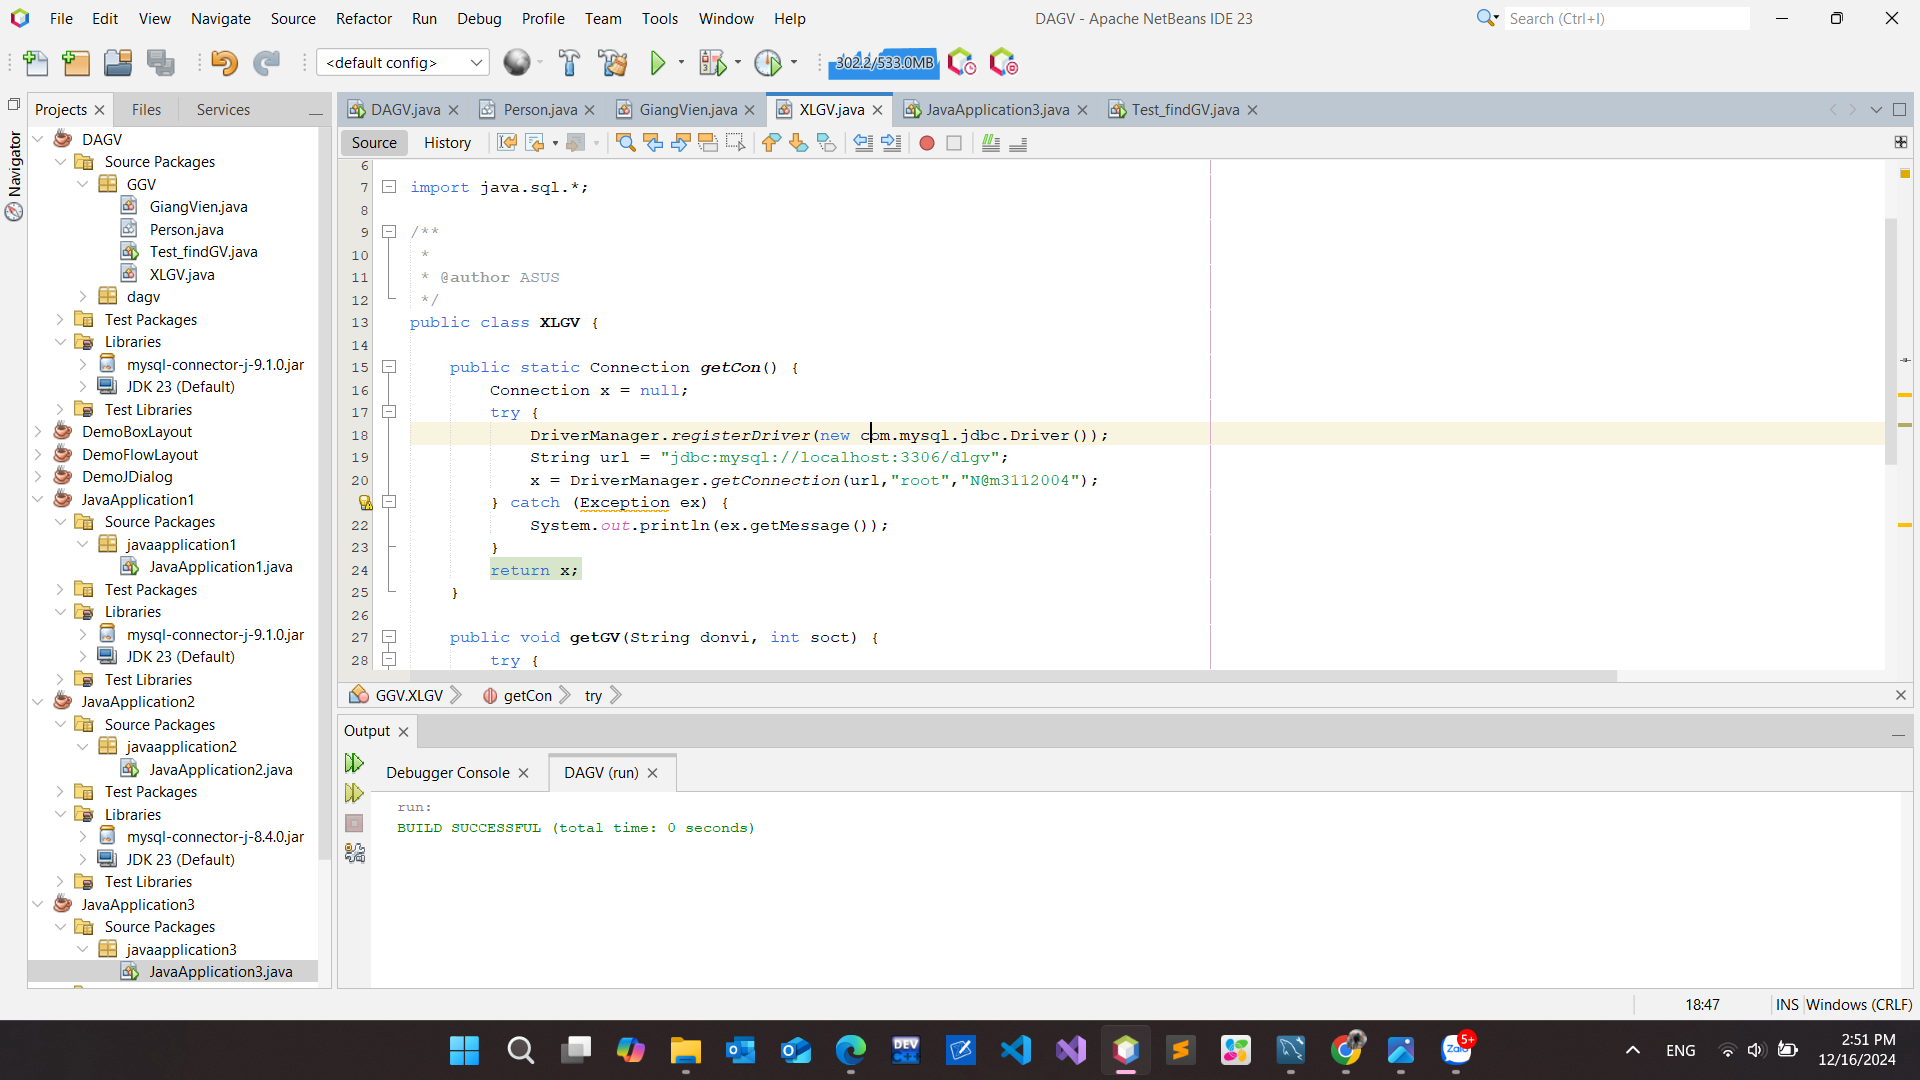 File Edit View Navigate Source Refactor Run Debug Profile Team Tools Window Help
DAGV - Apache NetBeans IDE 23
Search (Ctrl+I)
<default config>
302.2/533.0MB
Projects Files Services
DAGV.java Person.java GiangVien.java XLGV.java JavaApplication3.java Test_findGV.java
Navigator
DAGV
Source Packages
GGV
GiangVien.java
Person.java
Test_findGV.java
XLGV.java
dagv
Test Packages
Libraries
mysql-connector-j-9.1.0.jar
JDK 23 (Default)
Test Libraries
DemoBoxLayout
DemoFlowLayout
DemoJDialog
JavaApplication1
Source Packages
javaapplication1
JavaApplication1.java
Test Packages
Libraries
mysql-connector-j-9.1.0.jar
JDK 23 (Default)
Test Libraries
JavaApplication2
Source Packages
javaapplication2
JavaApplication2.java
Test Packages
Libraries
mysql-connector-j-8.4.0.jar
JDK 23 (Default)
Test Libraries
JavaApplication3
Source Packages
javaapplication3
JavaApplication3.java
Source History
6
7 import java.sql.*;
8
9 /**
10 *
11 * @author ASUS
12 */
13 public class XLGV {
14
15 public static Connection getCon() {
16 Connection x = null;
17 try {
18 DriverManager.registerDriver(new com.mysql.jdbc.Driver());
19 String url = "jdbc:mysql://localhost:3306/dlgv";
20 x = DriverManager.getConnection(url,"root","N@m3112004");
} catch (Exception ex) {
22 System.out.println(ex.getMessage());
23 }
24 return x;
25 }
26
27 public void getGV(String donvi, int soct) {
28 try {
GGV.XLGV getCon try
Output
Debugger Console DAGV (run)
run:
BUILD SUCCESSFUL (total time: 0 seconds)
18:47 INS Windows (CRLF)
DEV C++
Zalo
5+
ENG
2:51 PM
12/16/2024